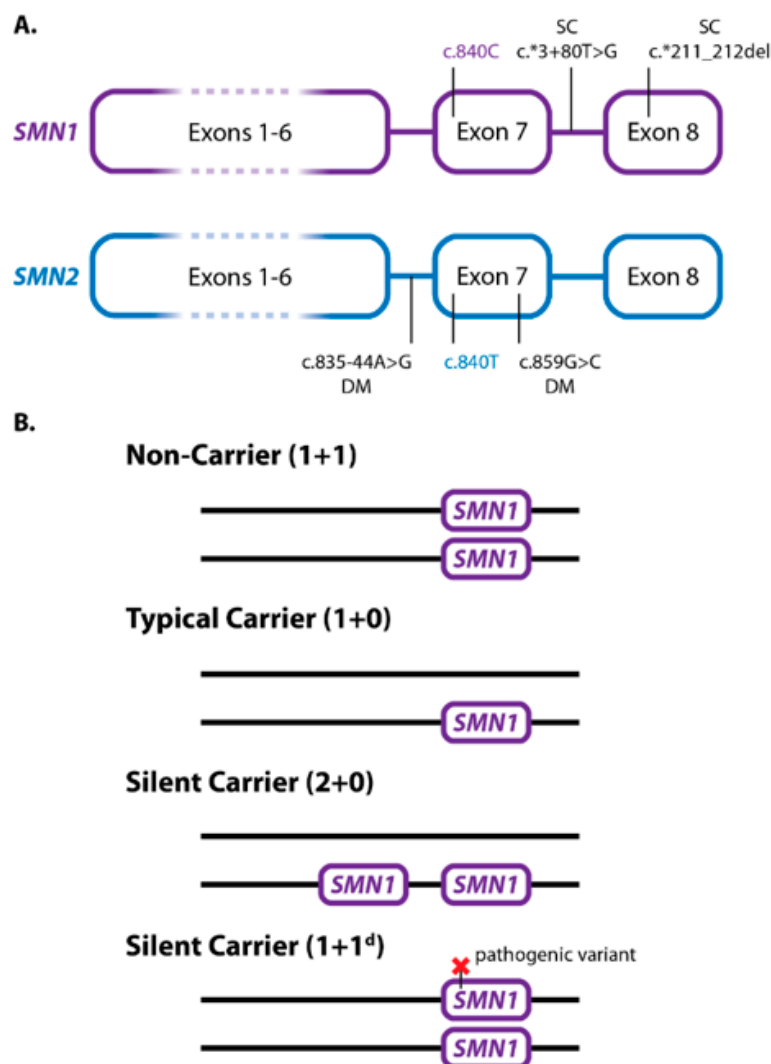 A.
SC
SC
c.840C
c.*3+80T>G
c.*211_212del
SMN1
Exons 1-6
Exon 7
Exon 8
SMN2
Exons 1-6
Exon 7
Exon 8
c.835-44A>G
c.840T
c.859G>C
DM
DM
B.
Non-Carrier (1+1)
SMN1
SMN1
Typical Carrier (1+0)
SMN1
Silent Carrier (2+0)
SMN1
SMN1
Silent Carrier (1+1ᵈ)
pathogenic variant
SMN1
SMN1